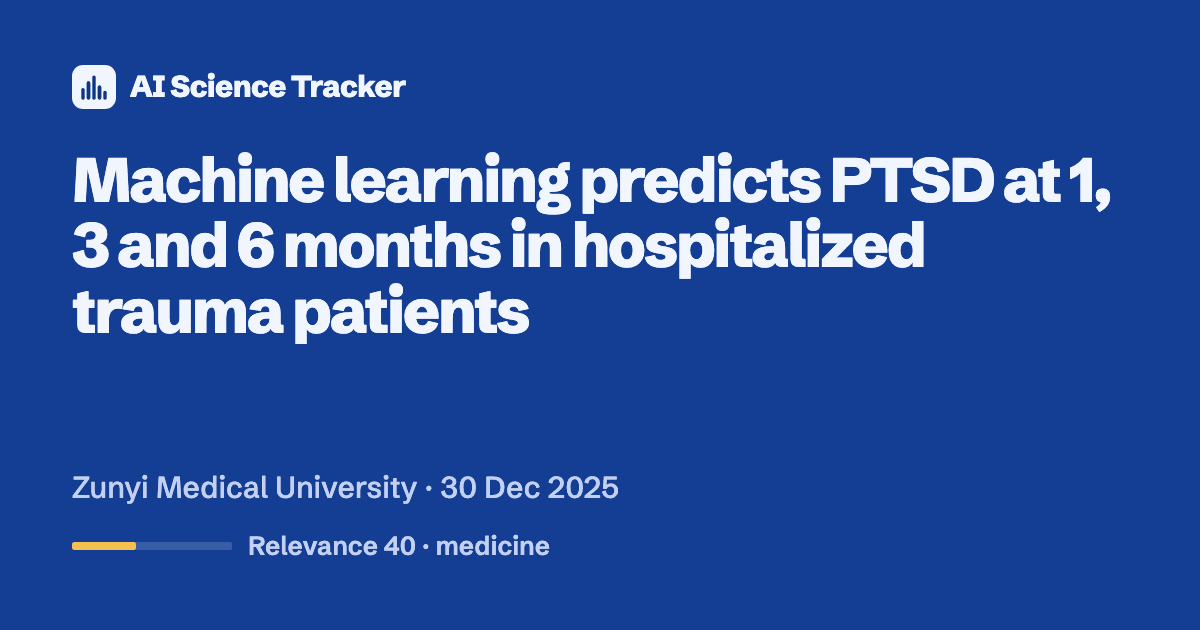 AI Science Tracker
Machine learning predicts PTSD at 1,
3 and 6 months in hospitalized
trauma patients
Zunyi Medical University · 30 Dec 2025
Relevance 40 · medicine